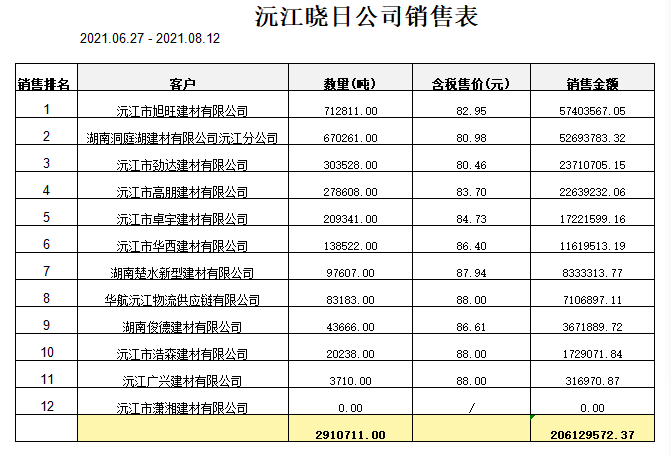 沅江晓日公司销售表
2021.06.27 - 2021.08.12
销售排名 客户 数量(吨) 含税售价(元) 销售金额
1 沅江市旭旺建材有限公司 712811.00 82.95 57403567.05
2 湖南洞庭湖建材有限公司沅江分公司 670261.00 80.98 52693783.32
3 沅江市劲达建材有限公司 303528.00 80.46 23710705.15
4 沅江市高朋建材有限公司 278608.00 83.70 22639232.06
5 沅江市卓宇建材有限公司 209341.00 84.73 17221599.16
6 沅江市华西建材有限公司 138522.00 86.40 11619513.19
7 湖南楚水新型建材有限公司 97607.00 87.94 8333313.77
8 华航沅江物流供应链有限公司 83183.00 88.00 7106897.11
9 湖南俊德建材有限公司 43666.00 86.61 3671889.72
10 沅江市浩森建材有限公司 20238.00 88.00 1729071.84
11 沅江广兴建材有限公司 3710.00 88.00 316970.87
12 沅江市潇湘建材有限公司 0.00 / 0.00
2910711.00 206129572.37